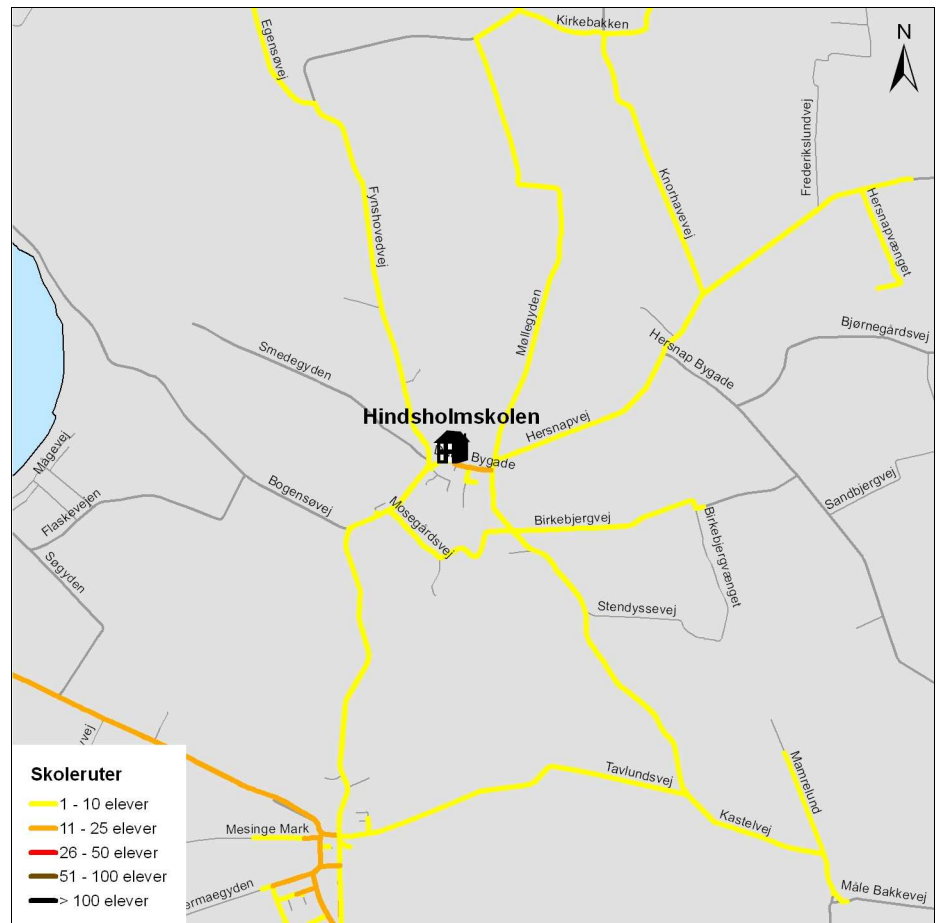 Kirkebakken
Egensøvej
N
Frederikslundvej
Knorhavevej
Hersnapvænget
Fynshovedvej
Møllegyden
Bjørnegårdsvej
Hersnap Bygade
Smedegyden
Hindsholmskolen
Hersnapvej
Bygade
Mågevej
Bogensøvej
Sandbjergvej
Flaskevejen
Mosegårdsvej
Birkebjergvej
Birkebjergvænget
Søgyden
Stendyssevej
Tavlundsvej
Mamrelund
Kastelvej
Mesinge Mark
Måle Bakkevej
Skoleruter
1 - 10 elever
11 - 25 elever
26 - 50 elever
51 - 100 elever
> 100 elever